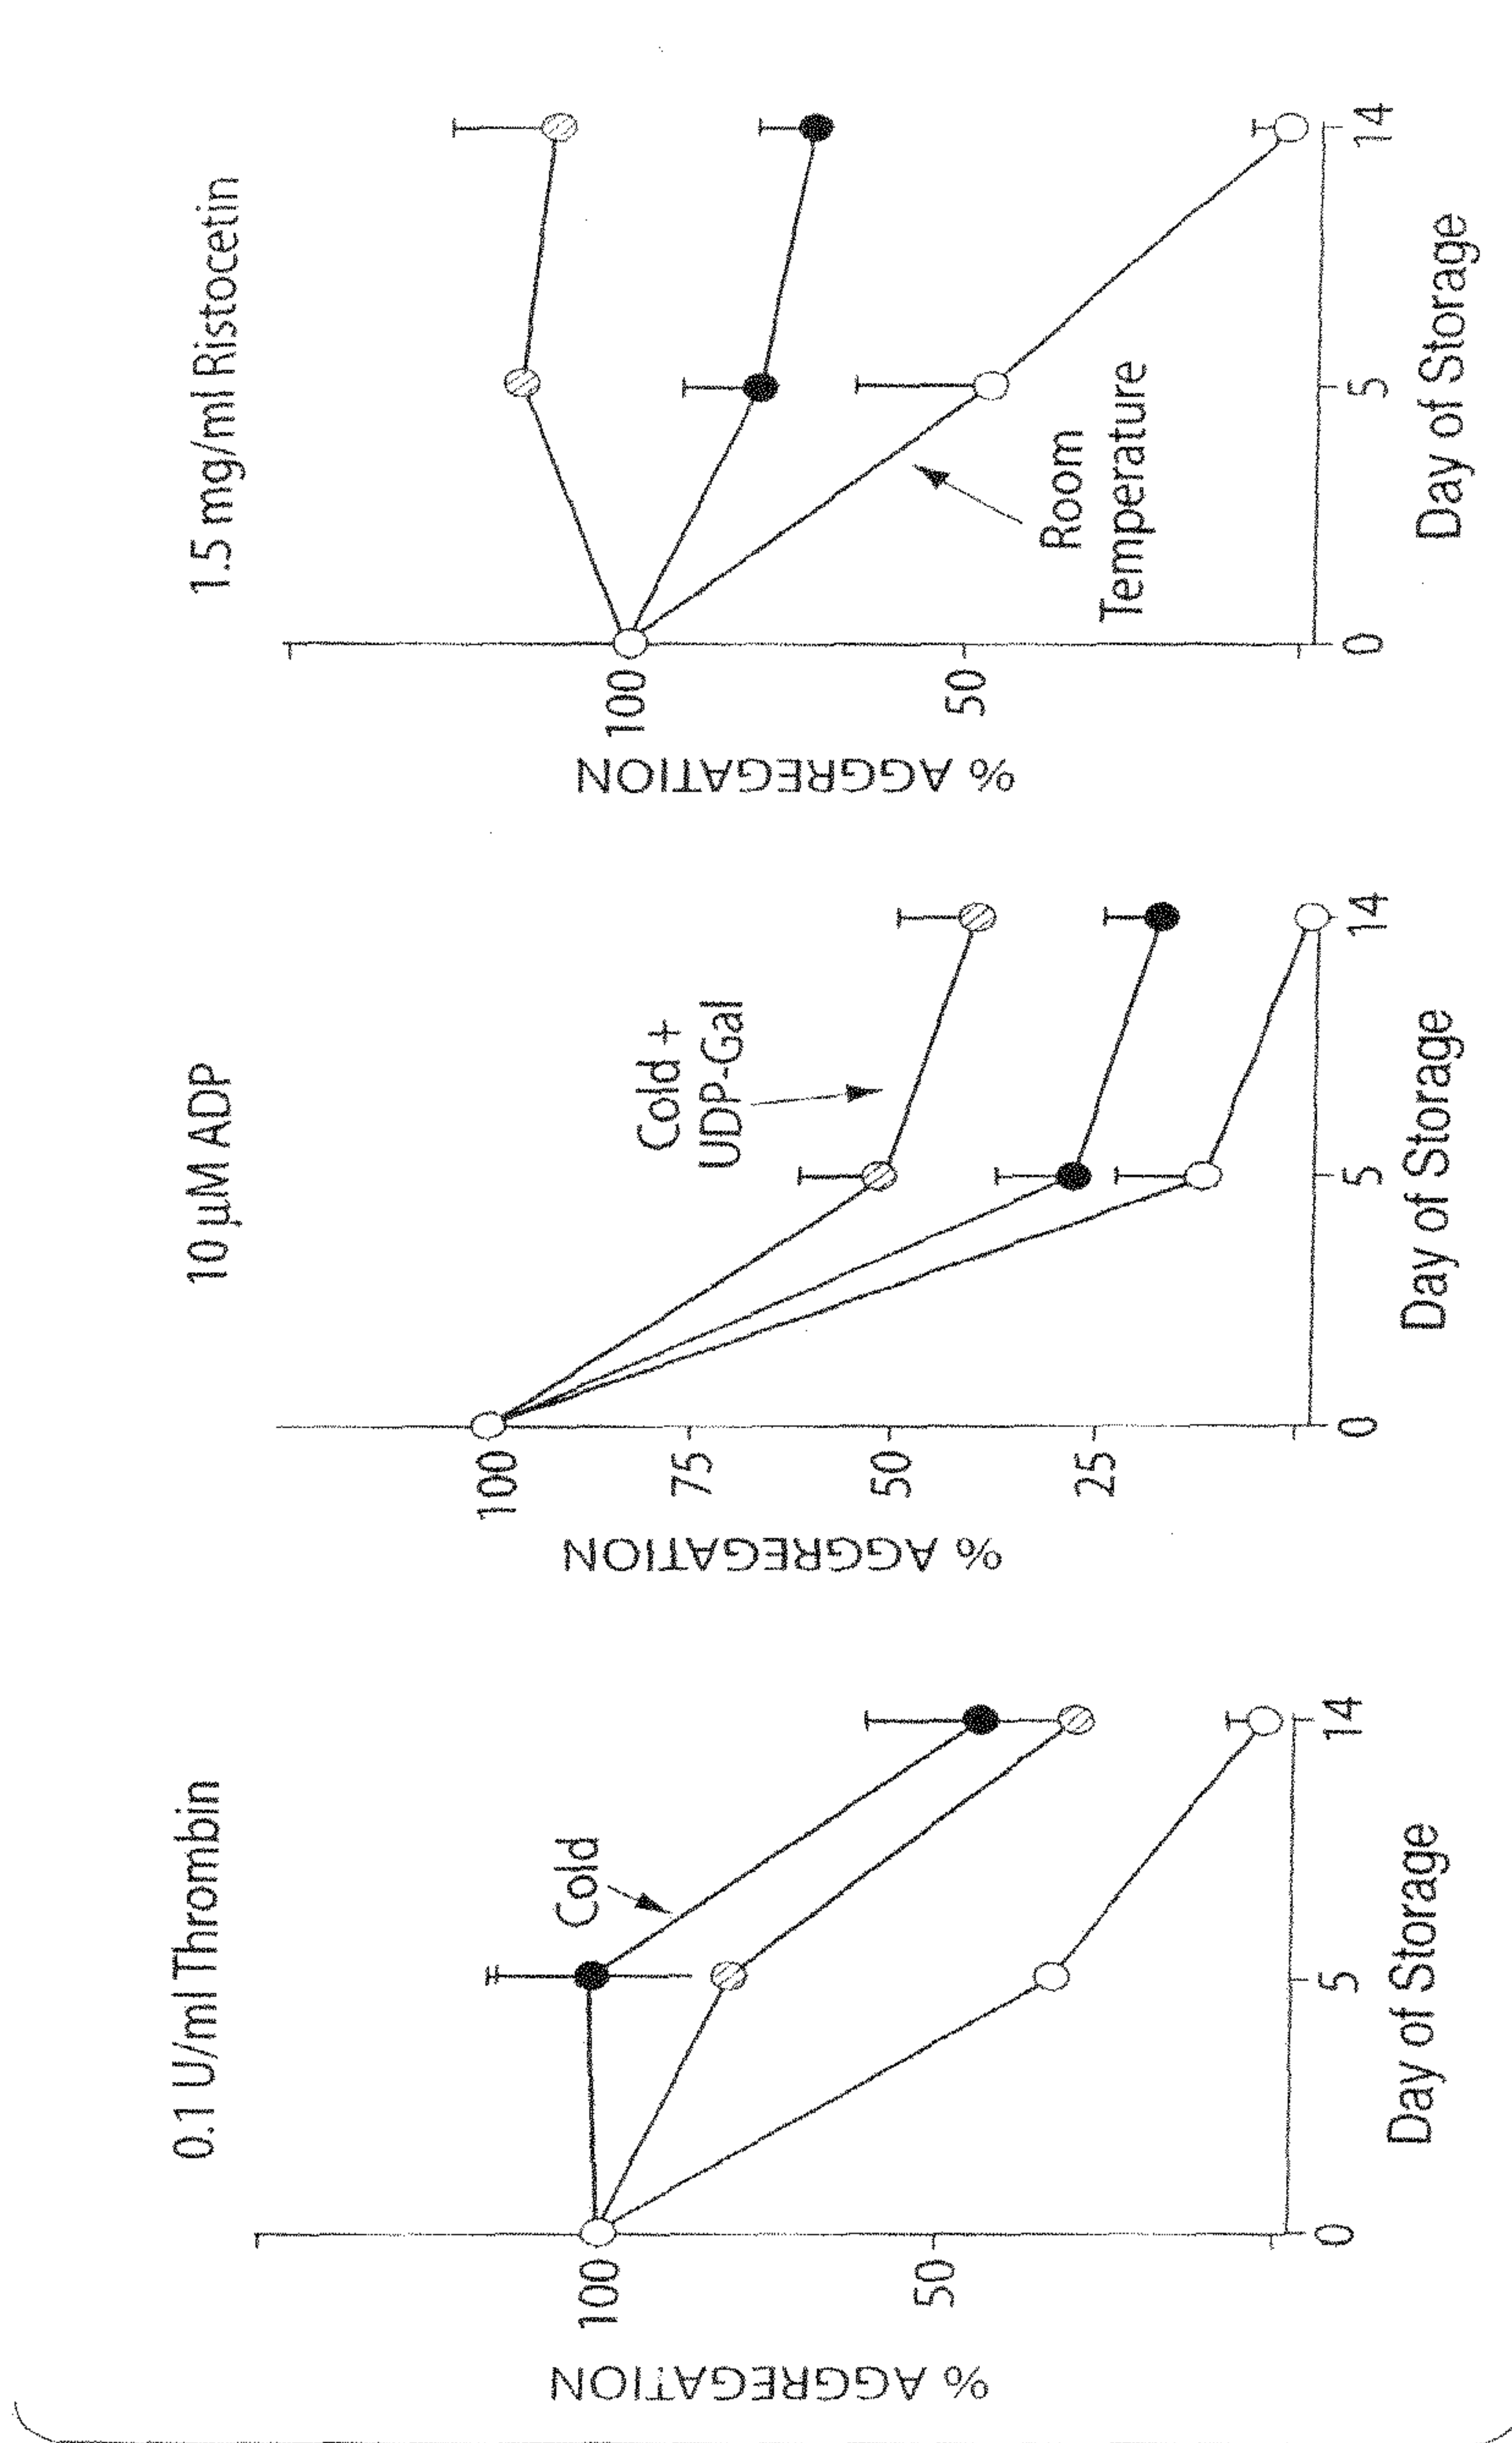 0.1 U/ml Thrombin
% AGGREGATION
100
50
Cold
0
5
14
Day of Storage
10 µM ADP
% AGGREGATION
100
75
50
25
Cold +
UDP-Gal
0
5
14
Day of Storage
1.5 mg/ml Ristocetin
% AGGREGATION
100
50
Room
Temperature
0
5
14
Day of Storage